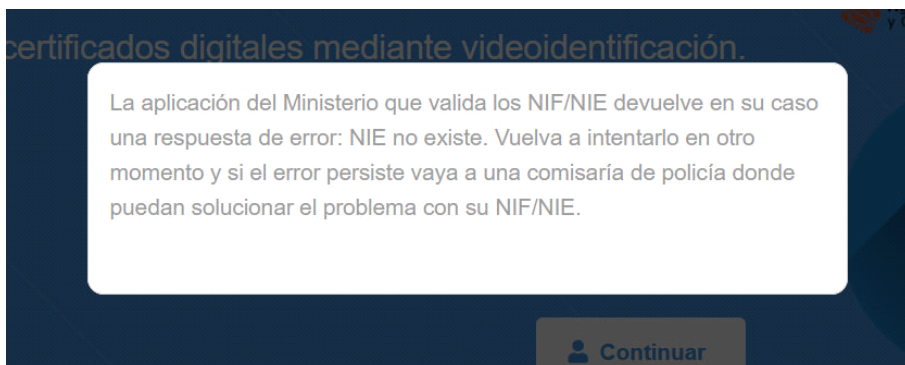 certificados digitales mediante videoidentificación.
La aplicación del Ministerio que valida los NIF/NIE devuelve en su caso
una respuesta de error: NIE no existe. Vuelva a intentarlo en otro
momento y si el error persiste vaya a una comisaría de policía donde
puedan solucionar el problema con su NIF/NIE.
Continuar